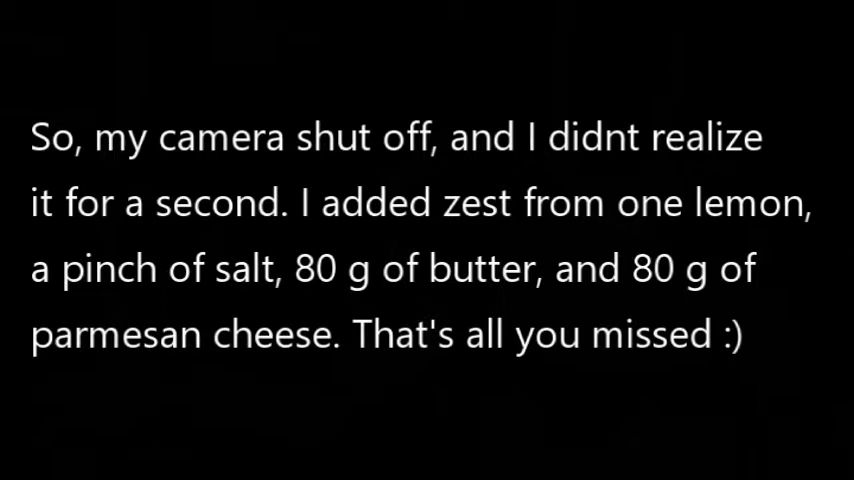 So, my camera shut off, and I didnt realize
it for a second. I added zest from one lemon,
a pinch of salt, 80 g of butter, and 80 g of
parmesan cheese. That's all you missed :)